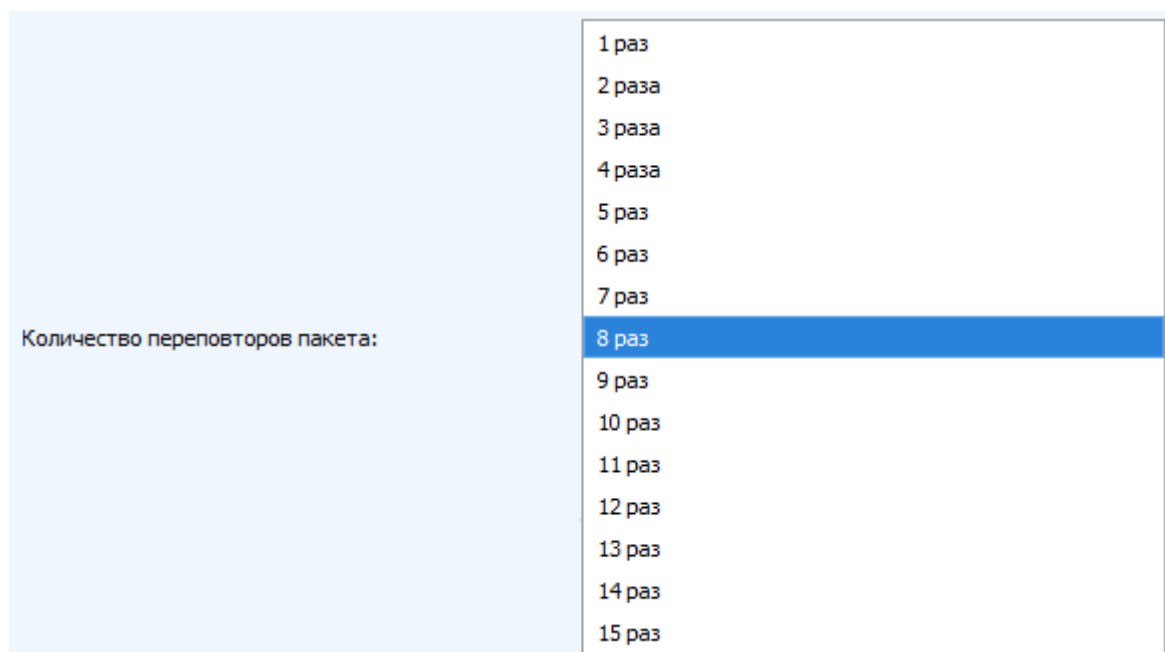 1 раз
2 раза
3 раза
4 раза
5 раз
6 раз
7 раз
Количество переповторов пакета:
8 раз
9 раз
10 раз
11 раз
12 раз
13 раз
14 раз
15 раз